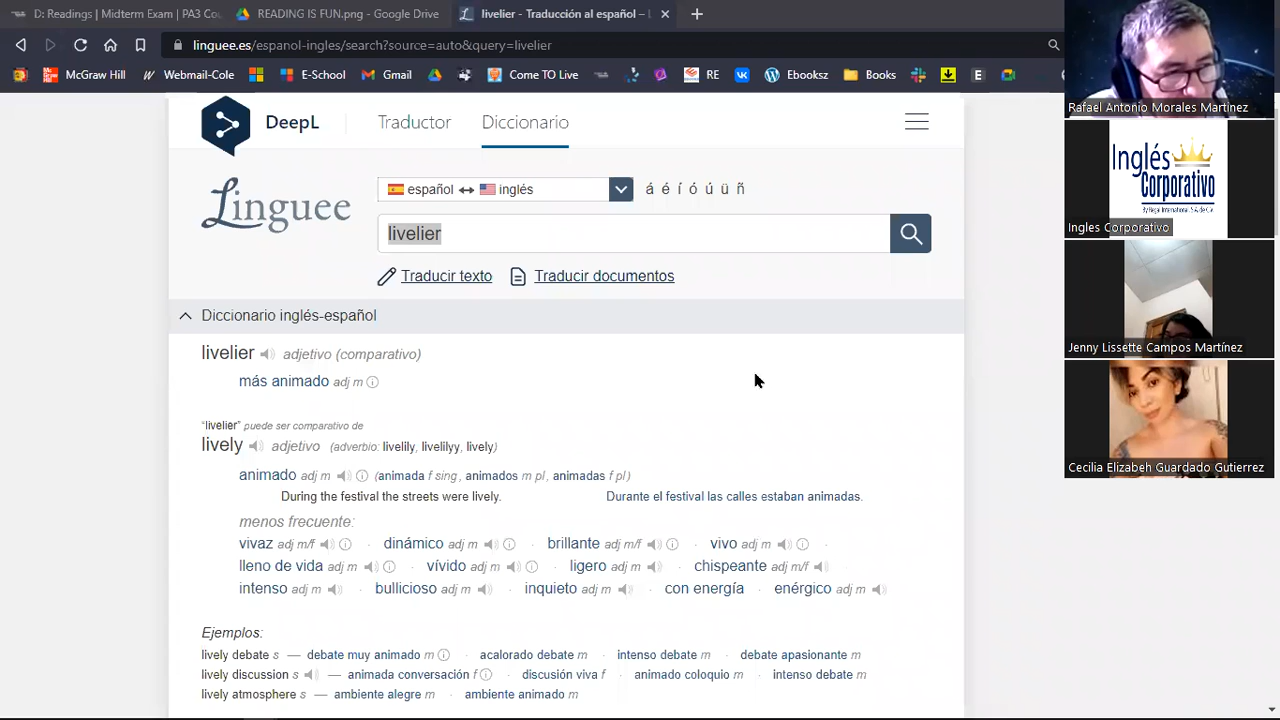 D: Readings | Midterm Exam | PA3 Cou
READING IS FUN.png - Google Drive
livelier - Traducción al español – L
linguee.es/espanol-ingles/search?source=auto&query=livelier
McGraw Hill
Webmail-Cole
E-School
Gmail
Come TO Live
RE
Ebooksz
Books
DeepL
Traductor
Diccionario
Linguee
español
inglés
á é í ó ú ü ñ
livelier
Traducir texto
Traducir documentos
Diccionario inglés-español
livelier adjetivo (comparativo)
más animado adj m
"livelier" puede ser comparativo de
lively adjetivo (adverbio: livelily, livelilyy, lively)
animado adj m (animada f sing, animados m pl, animadas f pl)
During the festival the streets were lively. Durante el festival las calles estaban animadas.
menos frecuente:
vivaz adj m/f · dinámico adj m · brillante adj m/f · vivo adj m ·
lleno de vida adj m · vívido adj m · ligero adj m · chispeante adj m/f ·
intenso adj m · bullicioso adj m · inquieto adj m · con energía · enérgico adj m
Ejemplos:
lively debate s — debate muy animado m · acalorado debate m · intenso debate m · debate apasionante m
lively discussion s — animada conversación f · discusión viva f · animado coloquio m · intenso debate m
lively atmosphere s — ambiente alegre m · ambiente animado m
Rafael Antonio Morales Martinez
Inglés
Corporativo
Ingles Corporativo
Jenny Lissette Campos Martínez
Cecilia Elizabeh Guardado Gutierrez